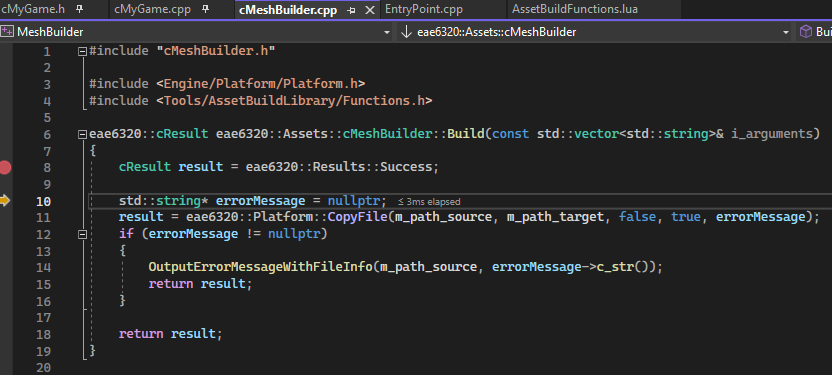 cMyGame.h cMyGame.cpp cMeshBuilder.cpp EntryPoint.cpp AssetBuildFunctions.lua
MeshBuilder eae6320::Assets::cMeshBuilder Bui
1 #include "cMeshBuilder.h"
2
3 #include <Engine/Platform/Platform.h>
4 #include <Tools/AssetBuildLibrary/Functions.h>
5
6 eae6320::cResult eae6320::Assets::cMeshBuilder::Build(const std::vector<std::string>& i_arguments)
7 {
8 cResult result = eae6320::Results::Success;
9
10 std::string* errorMessage = nullptr; ≤ 3ms elapsed
11 result = eae6320::Platform::CopyFile(m_path_source, m_path_target, false, true, errorMessage);
12 if (errorMessage != nullptr)
13 {
14 OutputErrorMessageWithFileInfo(m_path_source, errorMessage->c_str());
15 return result;
16 }
17
18 return result;
19 }
20